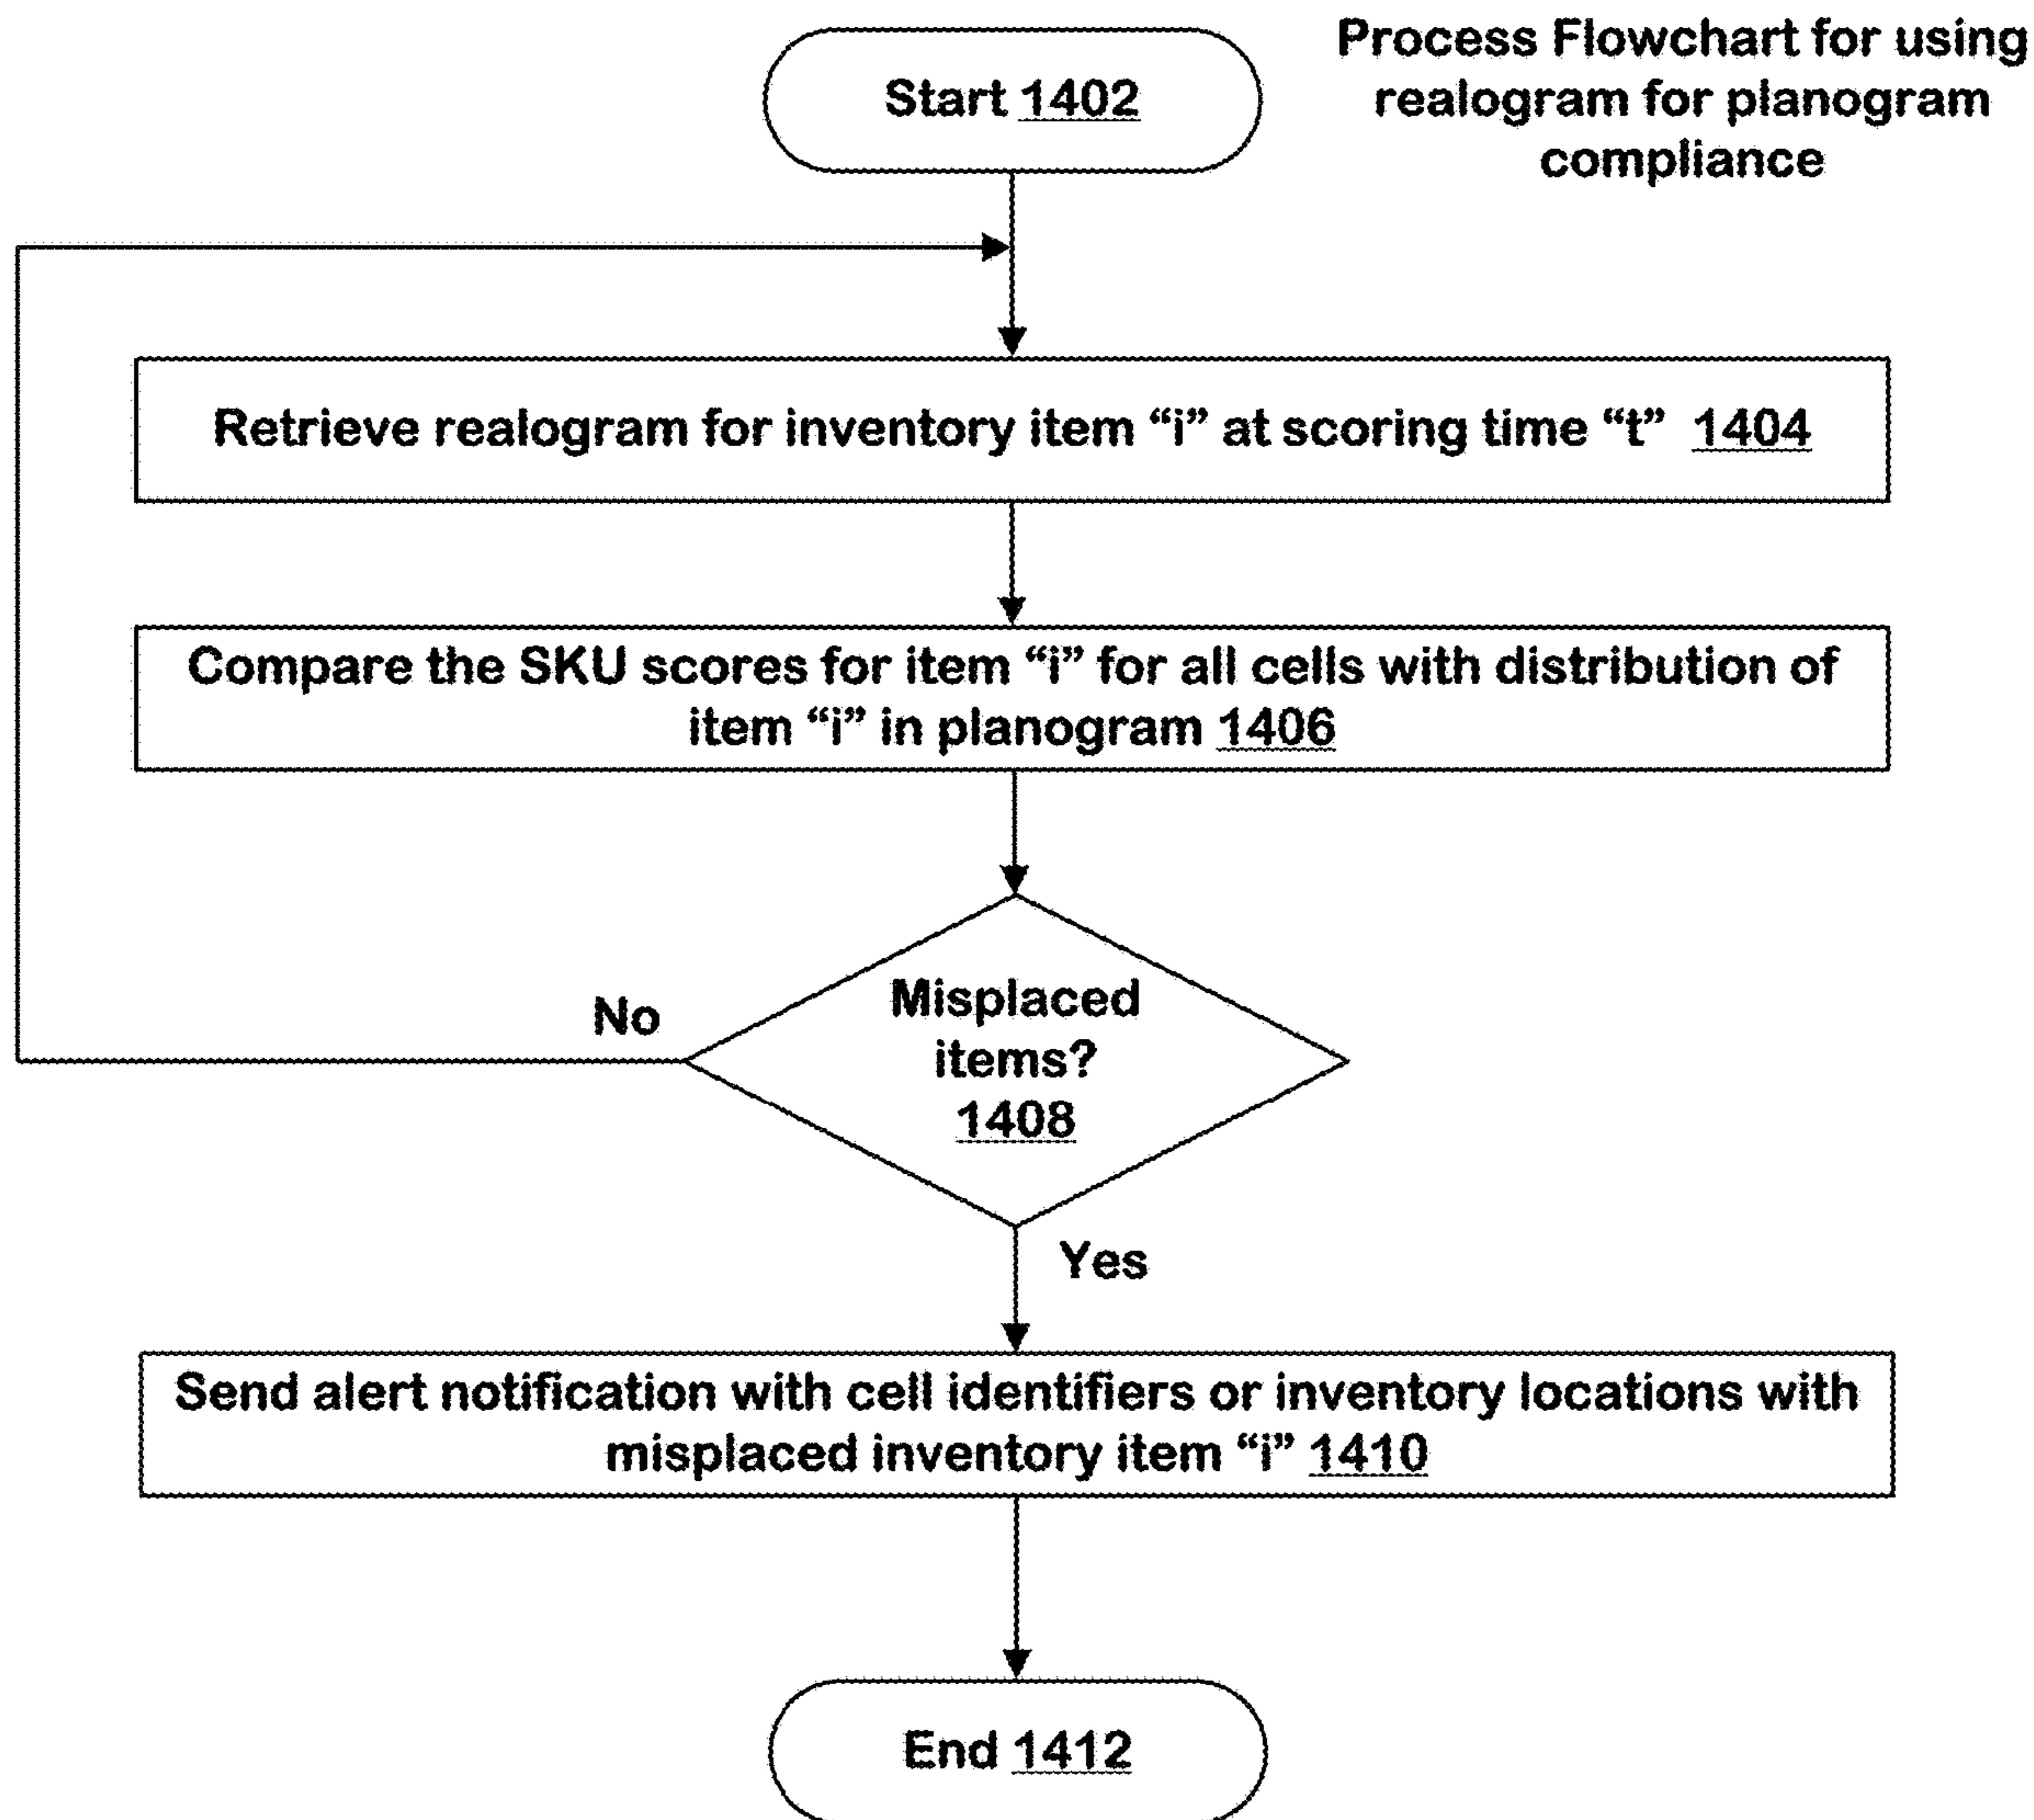 Process Flowchart for using
realogram for planogram
compliance
Start 1402
Retrieve realogram for inventory item “i” at scoring time “t” 1404
Compare the SKU scores for item “i” for all cells with distribution of
item “i” in planogram 1406
Misplaced
items?
1408
No
Yes
Send alert notification with cell identifiers or inventory locations with
misplaced inventory item “i” 1410
End 1412